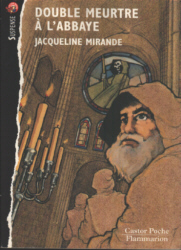 DOUBLE MEURTRE
À L'ABBAYE
JACQUELINE MIRANDE
SUSPENSE
Castor Poche
Flammarion